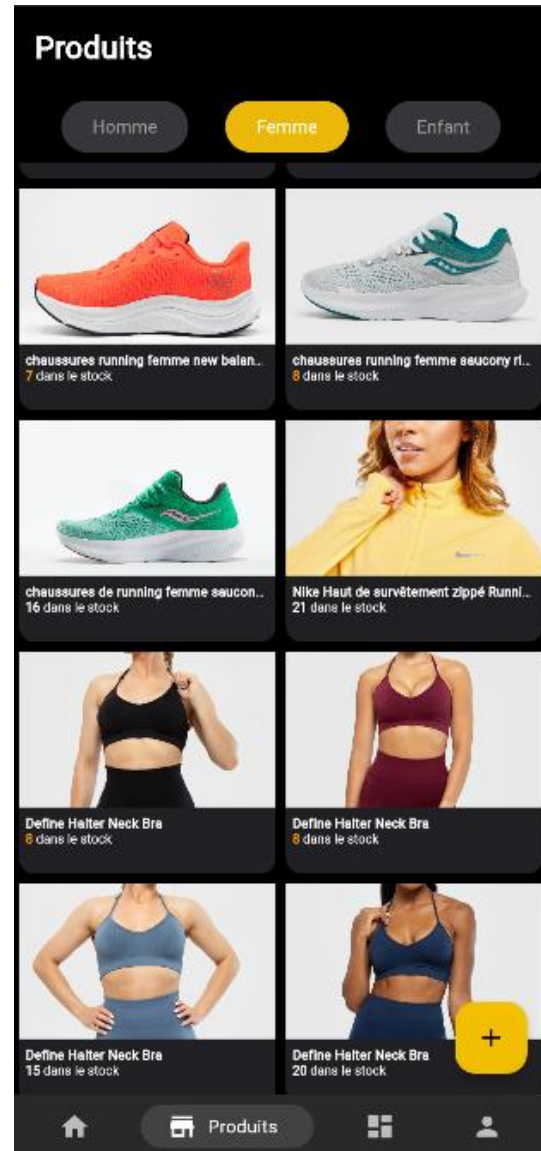 Produits
Homme
Femme
Enfant
chaussures running femme new balan...
7 dans le stock
chaussures running femme saucony ri...
8 dans le stock
chaussures de running femme saucon...
16 dans le stock
Nike Haut de survêtement zippé Runni...
21 dans le stock
Define Halter Neck Bra
8 dans le stock
Define Halter Neck Bra
8 dans le stock
Define Halter Neck Bra
15 dans le stock
Define Halter Neck Bra
20 dans le stock
+
Produits